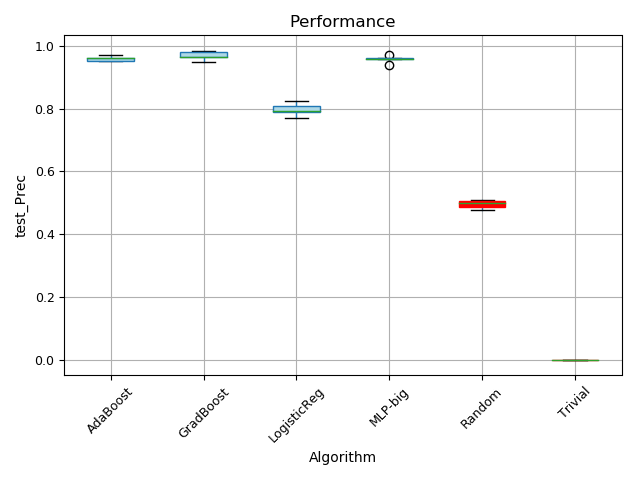 Performance
test_Prec
1.0
0.8
0.6
0.4
0.2
0.0
AdaBoost
GradBoost
LogisticReg
MLP-big
Random
Trivial
Algorithm